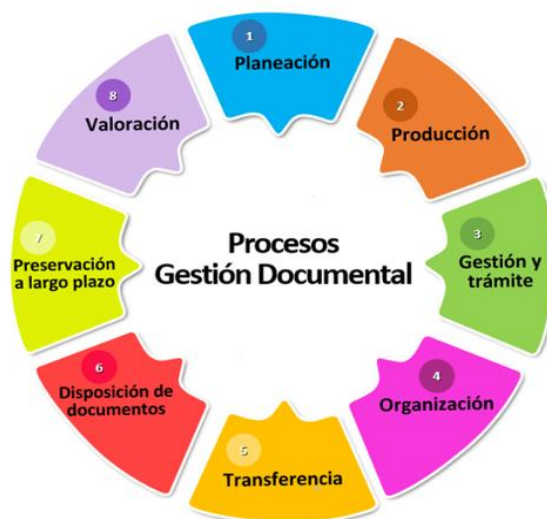 Procesos
Gestión Documental
1
Planeación
2
Producción
3
Gestión y
trámite
4
Organización
5
Transferencia
6
Disposición de
documentos
7
Preservación
a largo plazo
8
Valoración